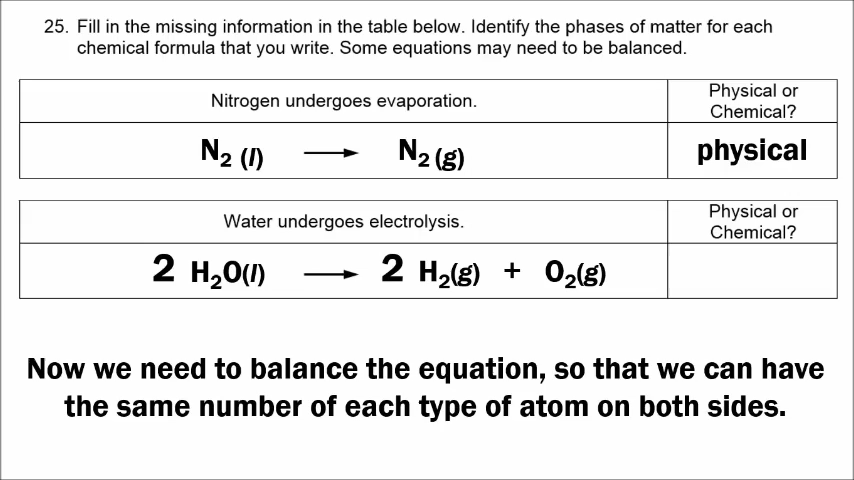 25. Fill in the missing information in the table below. Identify the phases of matter for each
chemical formula that you write. Some equations may need to be balanced.
Nitrogen undergoes evaporation.
Physical or
Chemical?
N₂ (l) ⟶ N₂ (g)
physical
Water undergoes electrolysis.
Physical or
Chemical?
2 H₂O(l) ⟶ 2 H₂(g) + O₂(g)
Now we need to balance the equation, so that we can have
the same number of each type of atom on both sides.